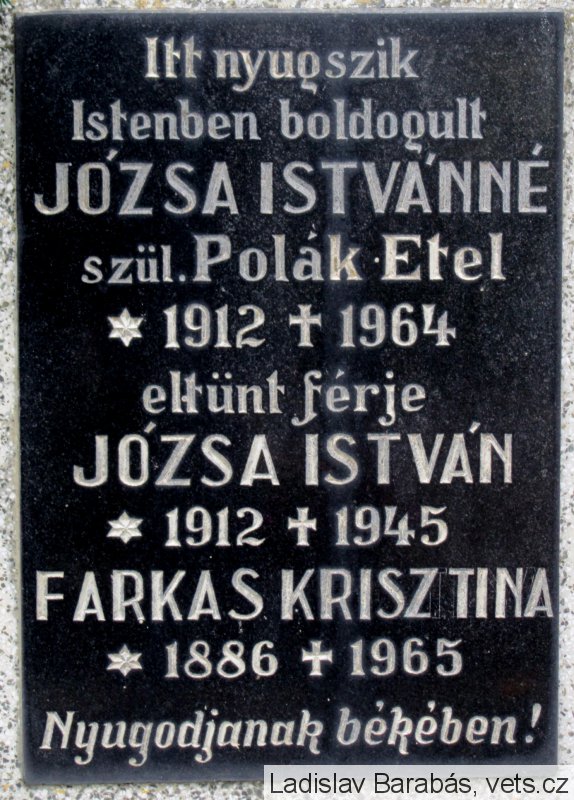 Itt nyugszik
Istenben boldogult
JÓZSA ISTVÁNNÉ
szül. Polák Etel
* 1912 † 1964
eltünt férje
JÓZSA ISTVÁN
* 1912 † 1945
FARKAS KRISZTINA
* 1886 † 1965
Nyugodjanak békében!
Ladislav Barabás, vets.cz